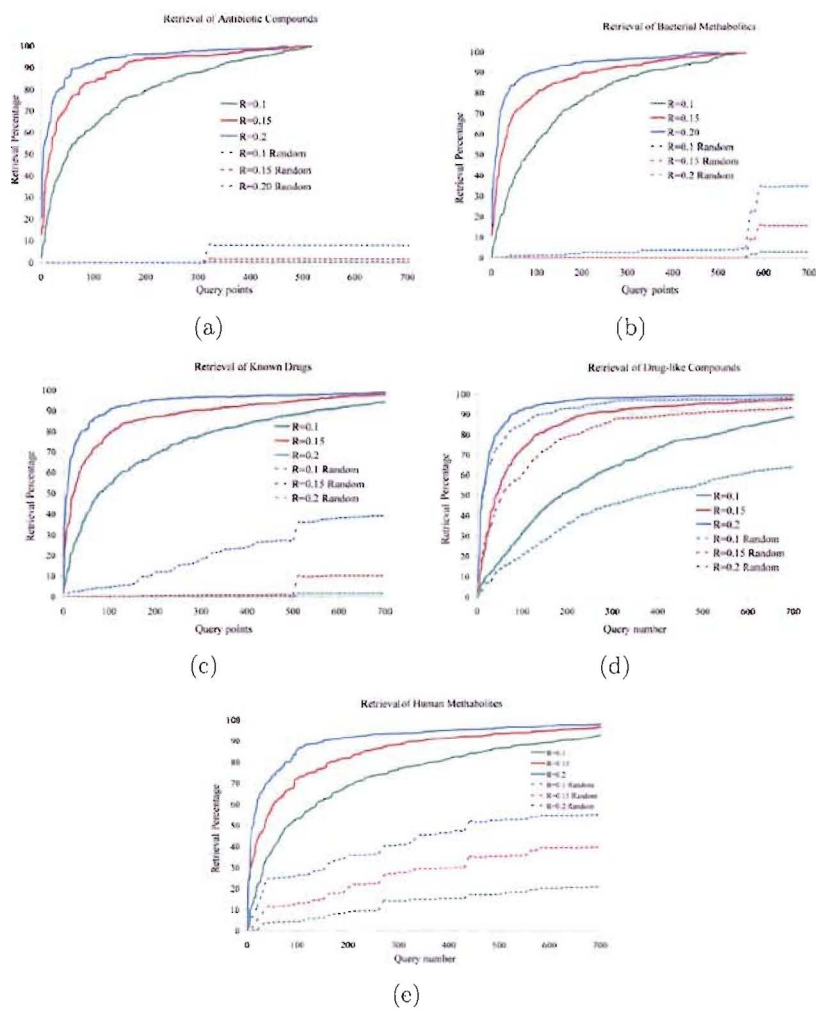 Retrieval of Antibiotic Compounds
Retrieval Percentage
100
90
80
70
60
50
40
30
20
10
0
R=0.1
R=0.15
R=0.2
R=0.1 Random
R=0.15 Random
R=0.20 Random
0 100 200 300 400 500 600 700
Query points
(a)
Retrieval of Bacterial Methabolites
Retrieval Percentage
100
90
80
70
60
50
40
30
20
10
0
R=0.1
R=0.15
R=0.20
R=0.1 Random
R=0.15 Random
R=0.2 Random
0 100 200 300 400 500 600 700
Query points
(b)
Retrieval of Known Drugs
Retrieval Percentage
100
90
80
70
60
50
40
30
20
10
0
R=0.1
R=0.15
R=0.2
R=0.1 Random
R=0.15 Random
R=0.2 Random
0 100 200 300 400 500 600 700
Query points
(c)
Retrieval of Drug-like Compounds
Retrieval Percentage
100
90
80
70
60
50
40
30
20
10
0
R=0.1
R=0.15
R=0.2
R=0.1 Random
R=0.15 Random
R=0.2 Random
0 100 200 300 400 500 600 700
Query number
(d)
Retrieval of Human Methabolites
Retrieval Percentage
100
90
80
70
60
50
40
30
20
10
0
R=0.1
R=0.15
R=0.2
R=0.1 Random
R=0.15 Random
R=0.2 Random
0 100 200 300 400 500 600 700
Query number
(e)